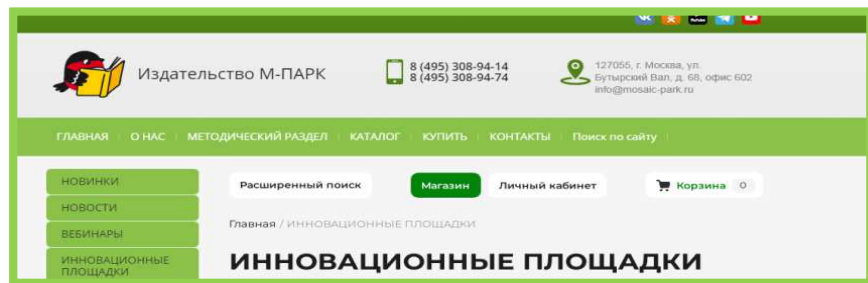 Издательство М-ПАРК
8 (495) 308-94-14
8 (495) 308-94-74
127055, г. Москва, ул.
Бутырский Вал, д. 68, офис 602
info@mosaic-park.ru
ГЛАВНАЯ О НАС МЕТОДИЧЕСКИЙ РАЗДЕЛ КАТАЛОГ КУПИТЬ КОНТАКТЫ Поиск по сайту
НОВИНКИ
НОВОСТИ
ВЕБИНАРЫ
ИННОВАЦИОННЫЕ
ПЛОЩАДКИ
Расширенный поиск Магазин Личный кабинет Корзина 0
Главная / ИННОВАЦИОННЫЕ ПЛОЩАДКИ
ИННОВАЦИОННЫЕ ПЛОЩАДКИ